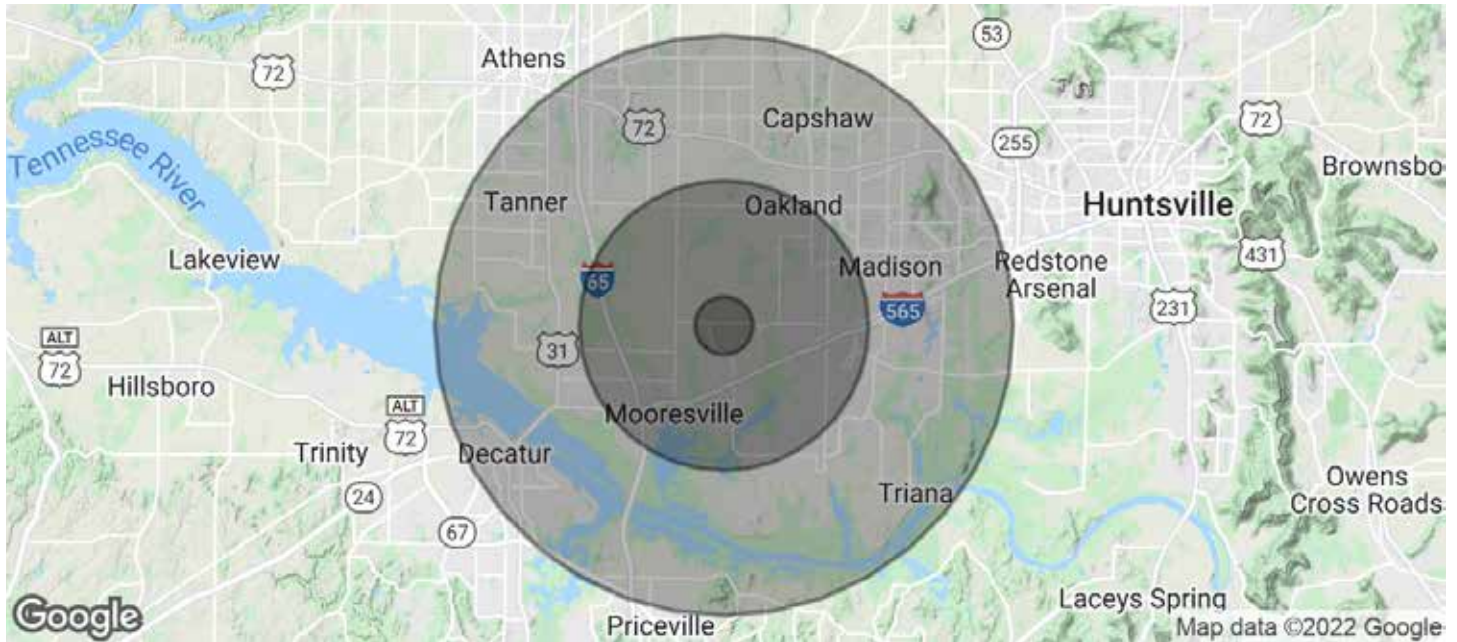 53
Athens
72
72
Capshaw
72
255
Brownsbo
Tennessee River
Tanner
Oakland
Huntsville
Lakeview
65
Madison
Redstone
Arsenal
431
565
231
ALT
72
31
Hillsboro
ALT
72
Mooresville
Trinity
Decatur
24
Triana
Owens
Cross Roads
67
Laceys Spring
Google
Priceville
Map data ©2022 Google